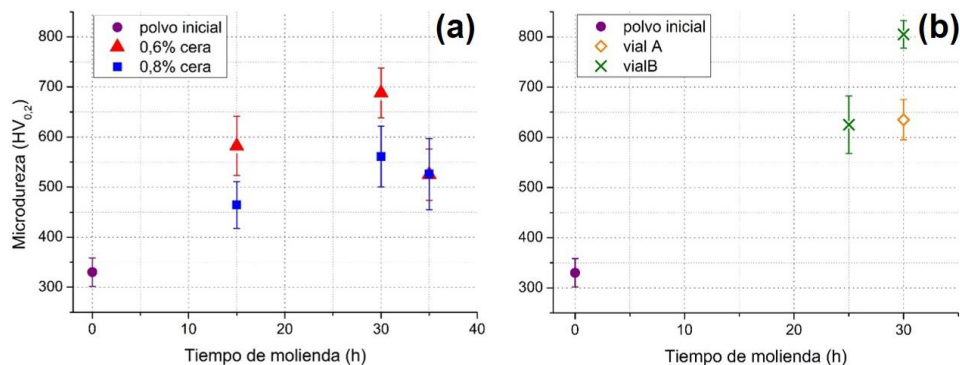 (a)
polvo inicial
0,6% cera
0,8% cera
800
700
600
500
400
300
Microdureza (HV0,2)
0
10
20
30
40
Tiempo de molienda (h)
(b)
polvo inicial
vial A
vialB
800
700
600
500
400
300
0
10
20
30
Tiempo de molienda (h)